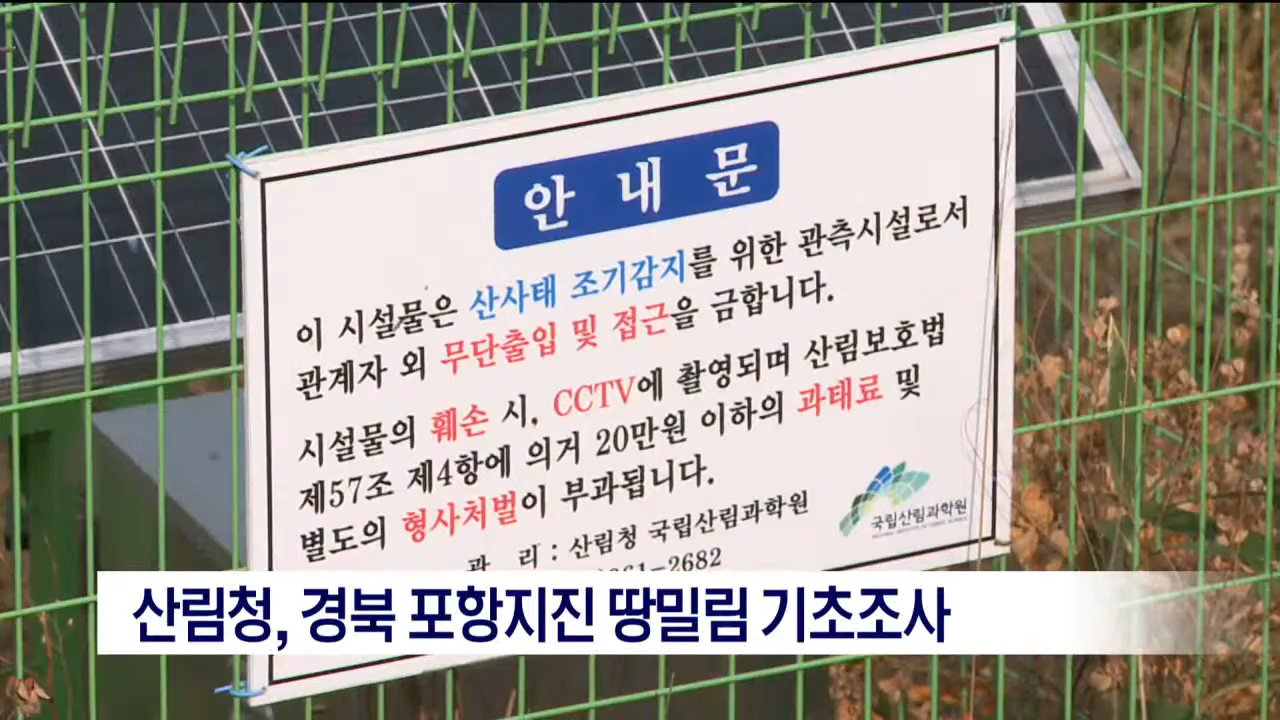 안 내 문
이 시설물은 산사태 조기감지를 위한 관측시설로서
관계자 외 무단출입 및 접근을 금합니다.
시설물의 훼손 시, CCTV에 촬영되며 산림보호법
제57조 제4항에 의거 20만원 이하의 과태료 및
별도의 형사처벌이 부과됩니다.
관 리 : 산림청 국립산림과학원
2682
국립산림과학원
산림청, 경북 포항지진 땅밀림 기초조사